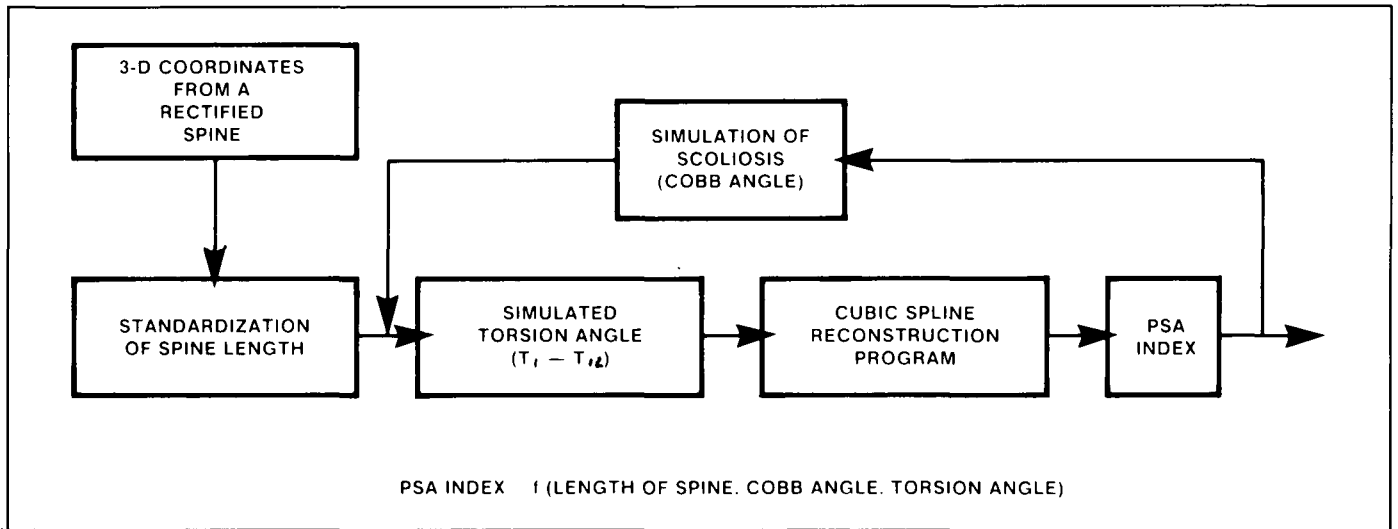 3-D COORDINATES
FROM A
RECTIFIED
SPINE
SIMULATION OF
SCOLIOSIS
(COBB ANGLE)
STANDARDIZATION
OF SPINE LENGTH
SIMULATED
TORSION ANGLE
(T₁ – T₁₂)
CUBIC SPLINE
RECONSTRUCTION
PROGRAM
PSA
INDEX
PSA INDEX f (LENGTH OF SPINE. COBB ANGLE. TORSION ANGLE)